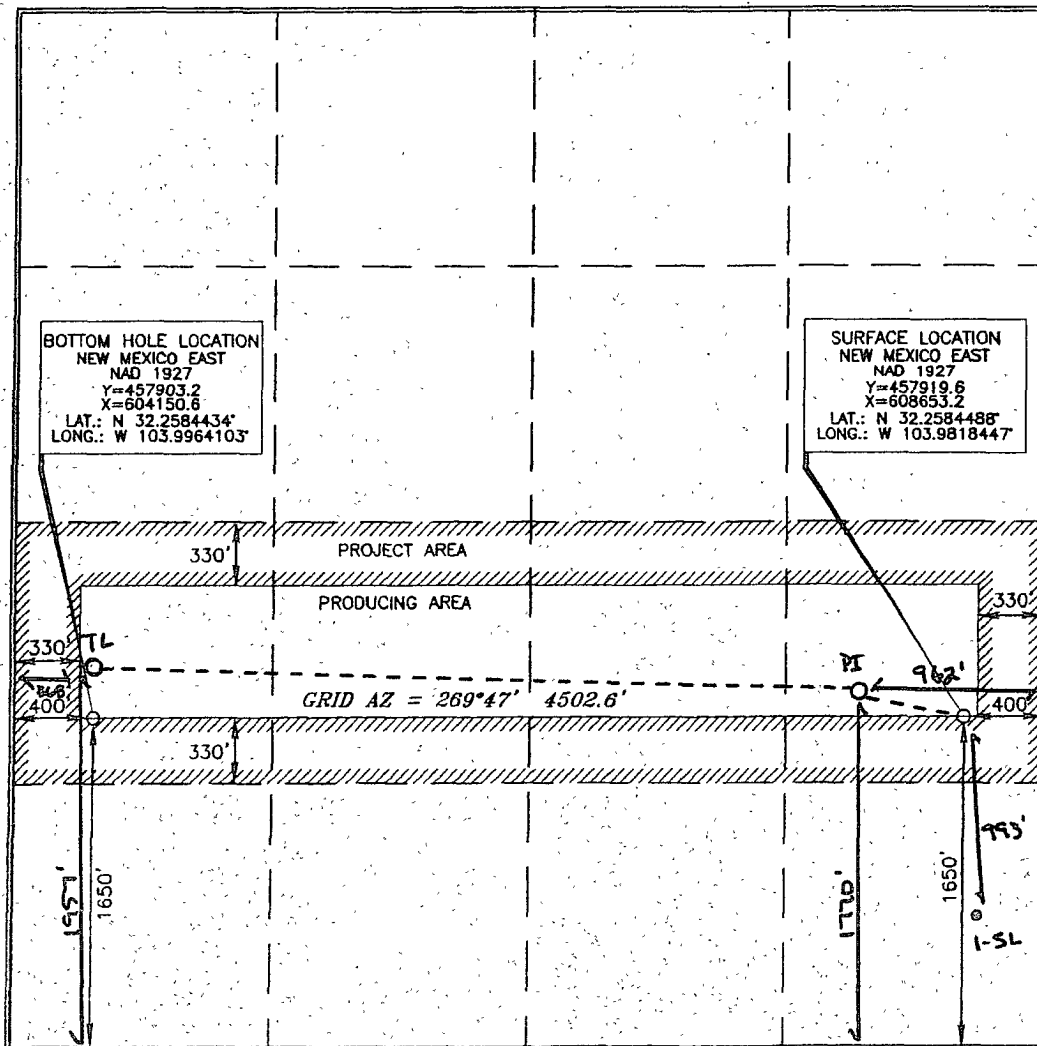 BOTTOM HOLE LOCATION
NEW MEXICO EAST
NAD 1927
Y=457903.2
X=604150.6
LAT.: N 32.2584434°
LONG.: W 103.9964103°
SURFACE LOCATION
NEW MEXICO EAST
NAD 1927
Y=457919.6
X=608653.2
LAT.: N 32.2584488°
LONG.: W 103.9818447°
330'
PROJECT AREA
PRODUCING AREA
330'
330'
TL
PI
962'
400'
GRID AZ = 269°47' 4502.6'
400'
330'
1957'
1650'
1770'
1650'
993'
1-SL